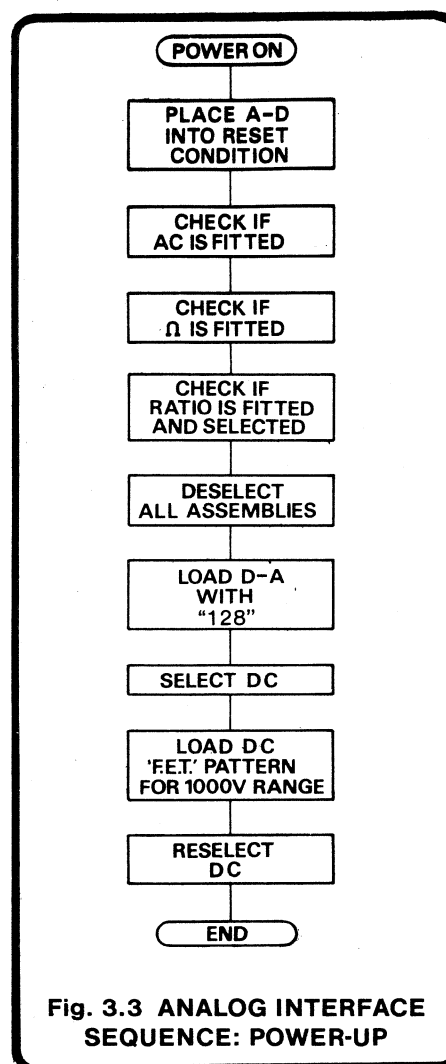 POWER ON
PLACE A-D
INTO RESET
CONDITION
CHECK IF
AC IS FITTED
CHECK IF
Ω IS FITTED
CHECK IF
RATIO IS FITTED
AND SELECTED
DESELECT
ALL ASSEMBLIES
LOAD D-A
WITH
“128”
SELECT DC
LOAD DC
'F.E.T.' PATTERN
FOR 1000V RANGE
RESELECT
DC
END
Fig. 3.3 ANALOG INTERFACE
SEQUENCE: POWER-UP